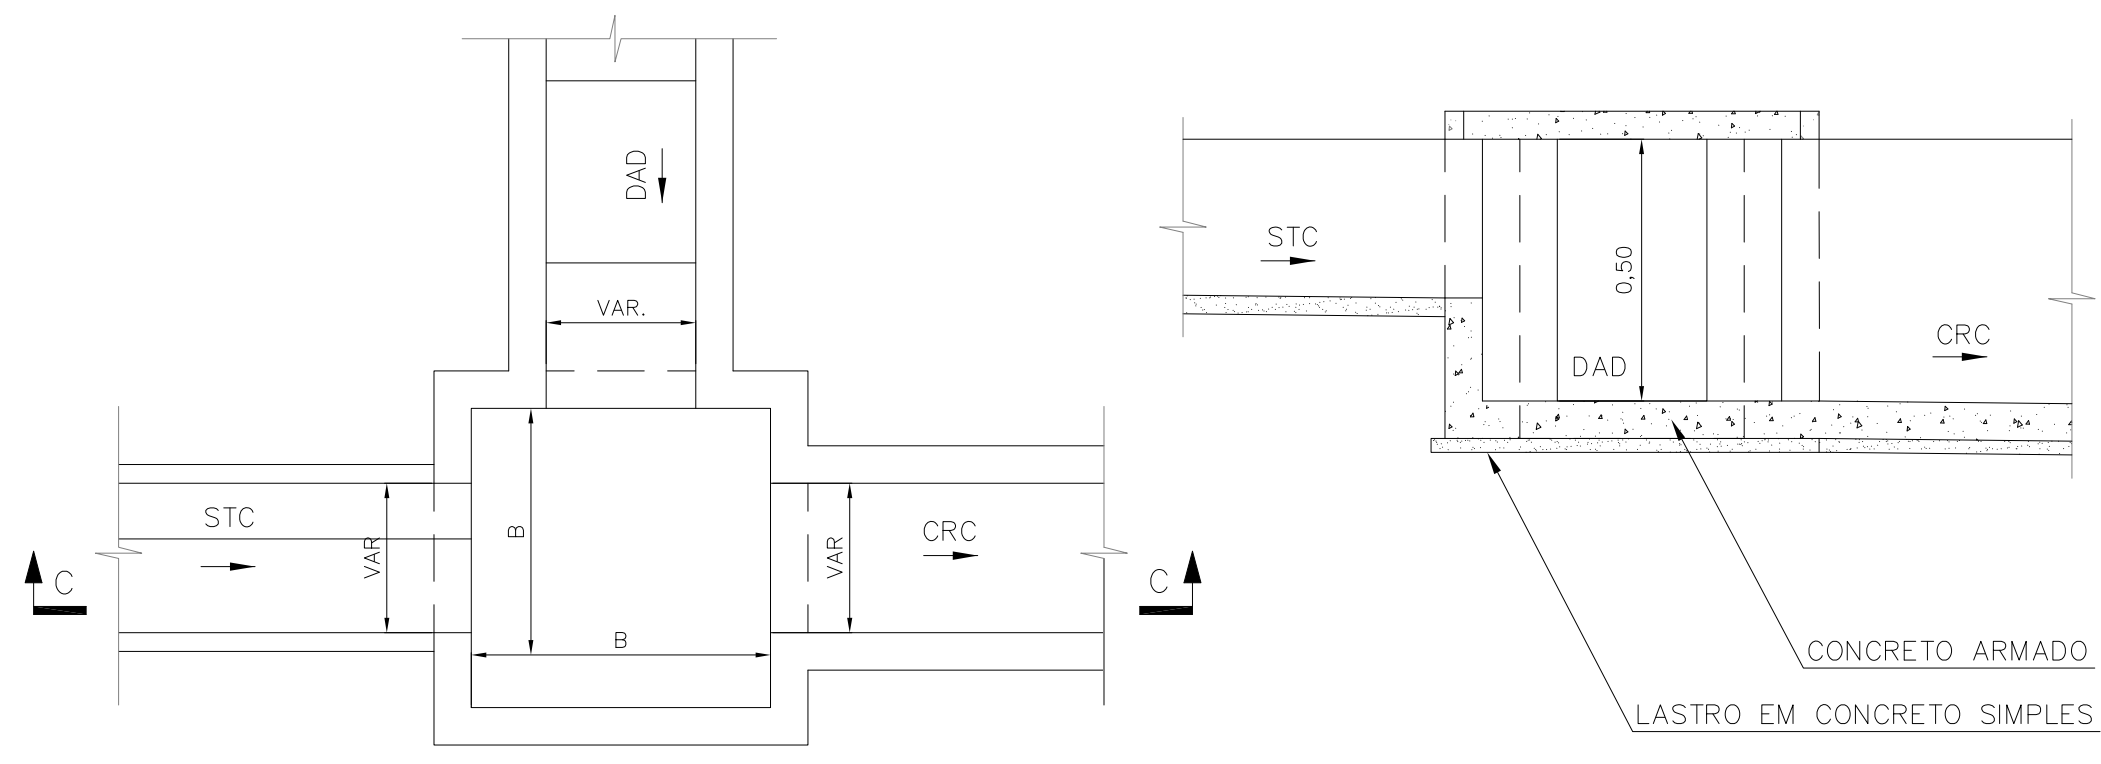 DAD
VAR.
STC
VAR
B
B
VAR
CRC
C
C
STC
0,50
DAD
CRC
CONCRETO ARMADO
LASTRO EM CONCRETO SIMPLES